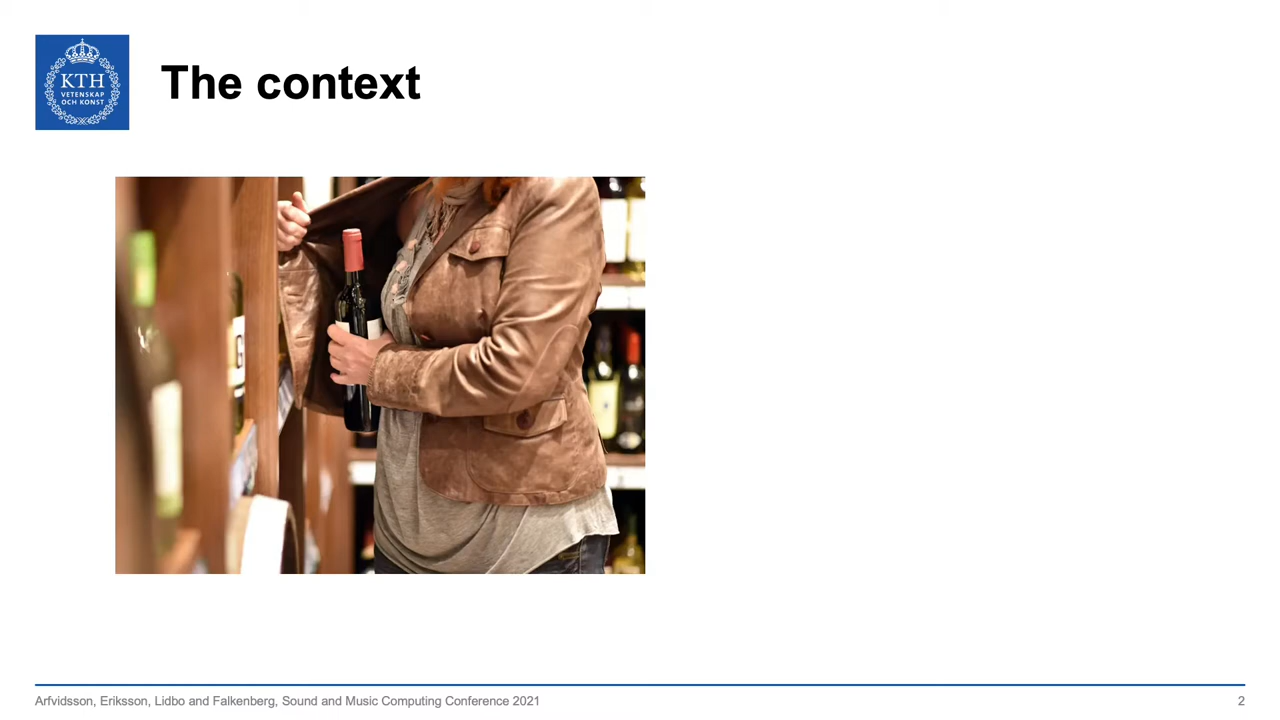 KTH
VETENSKAP
OCH KONST
The context
Arfvidsson, Eriksson, Lidbo and Falkenberg, Sound and Music Computing Conference 2021
2